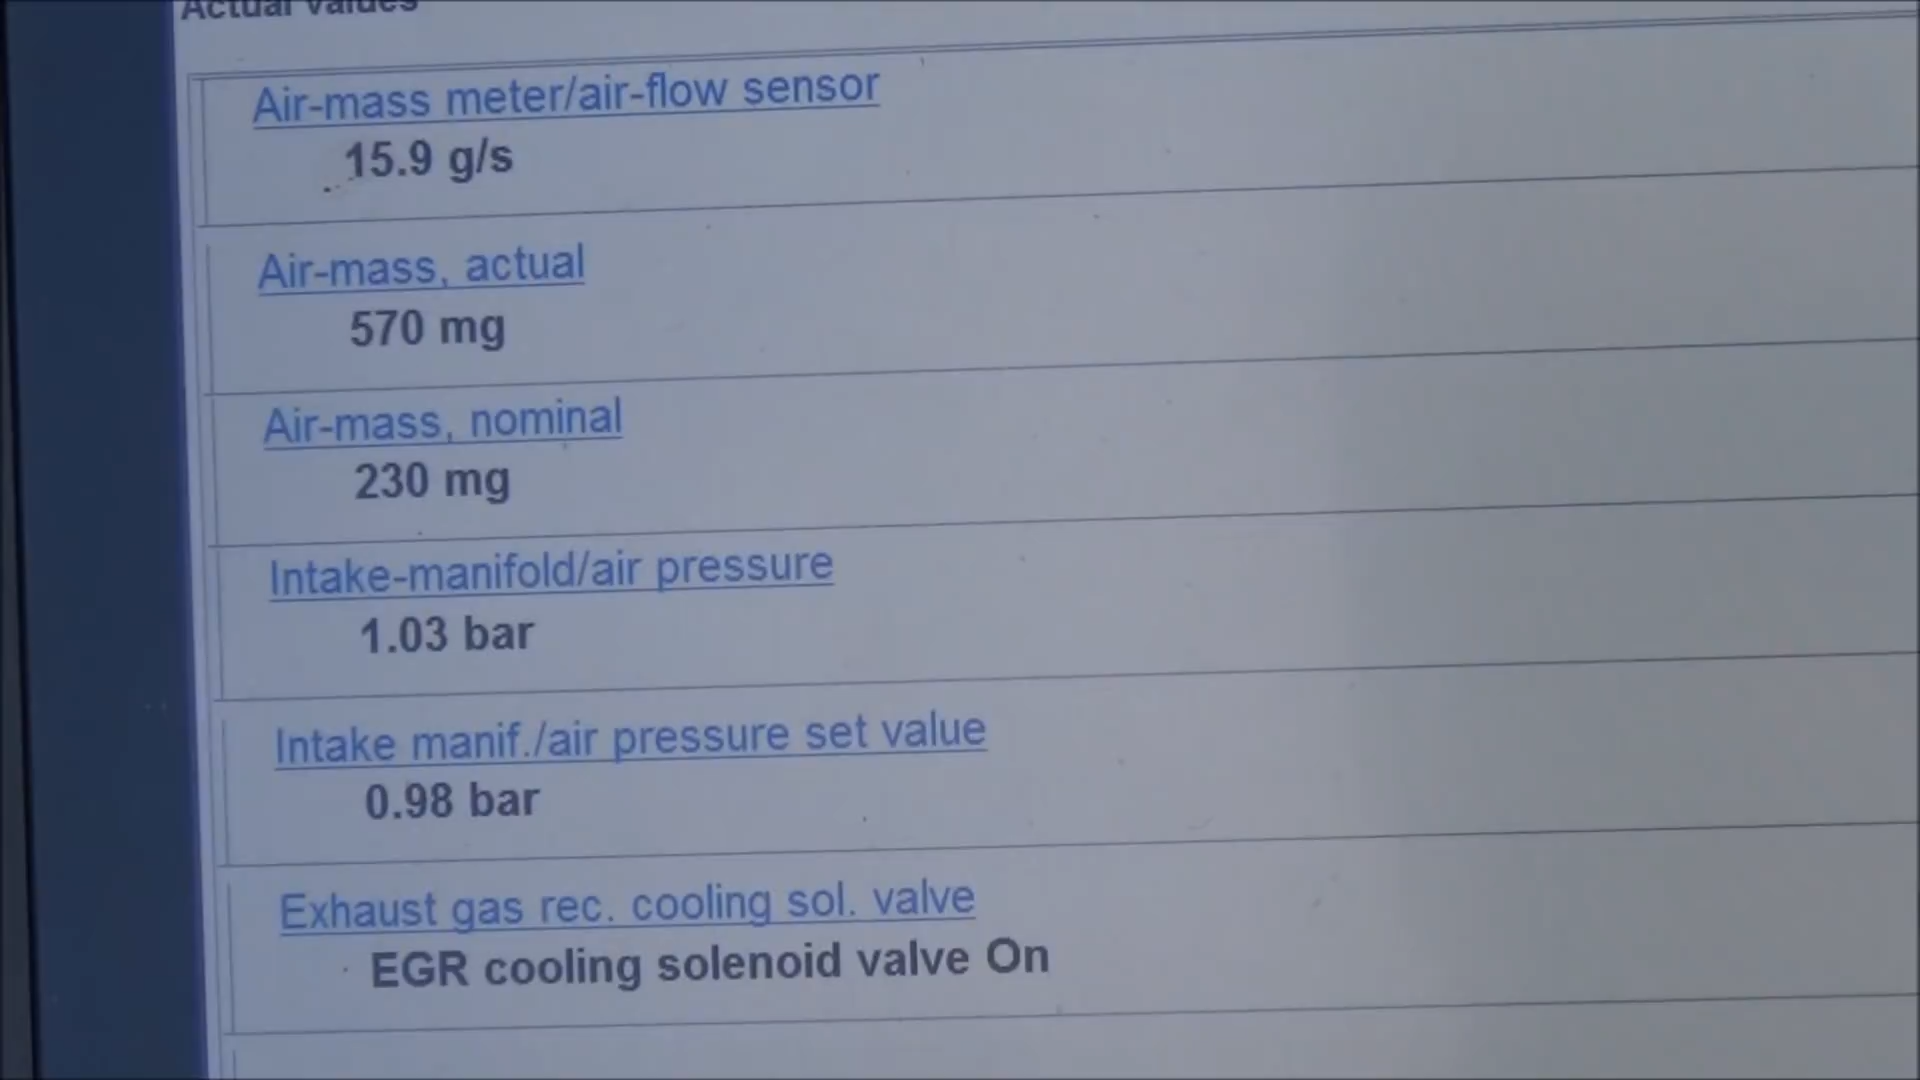 Actual values
Air-mass meter/air-flow sensor
15.9 g/s
Air-mass, actual
570 mg
Air-mass, nominal
230 mg
Intake-manifold/air pressure
1.03 bar
Intake manif./air pressure set value
0.98 bar
Exhaust gas rec. cooling sol. valve
EGR cooling solenoid valve On